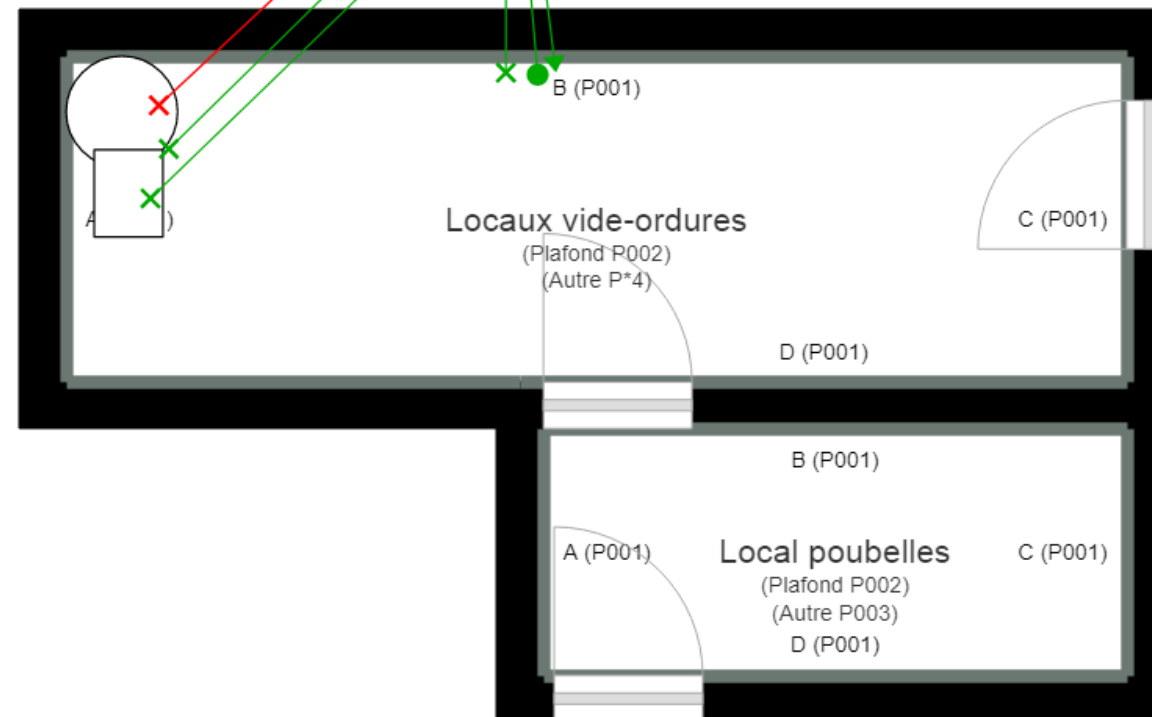 B (P001)
A
)
Locaux vide-ordures
(Plafond P002)
(Autre P*4)
C (P001)
D (P001)
B (P001)
A (P001)
Local poubelles
(Plafond P002)
(Autre P003)
C (P001)
D (P001)